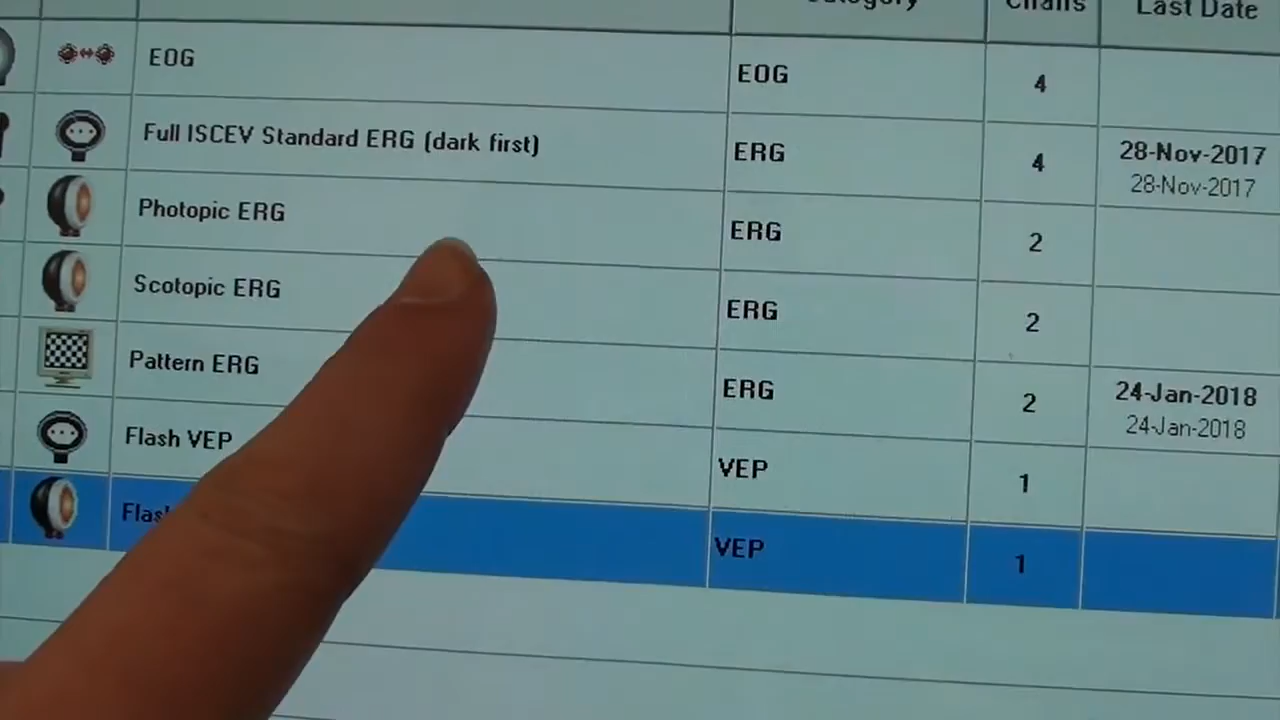 Category Chans Last Date
EOG EOG 4
Full ISCEV Standard ERG (dark first) ERG 4 28-Nov-2017
28-Nov-2017
Photopic ERG ERG 2
Scotopic ERG ERG 2
Pattern ERG ERG 2 24-Jan-2018
24-Jan-2018
Flash VEP VEP 1
VEP 1